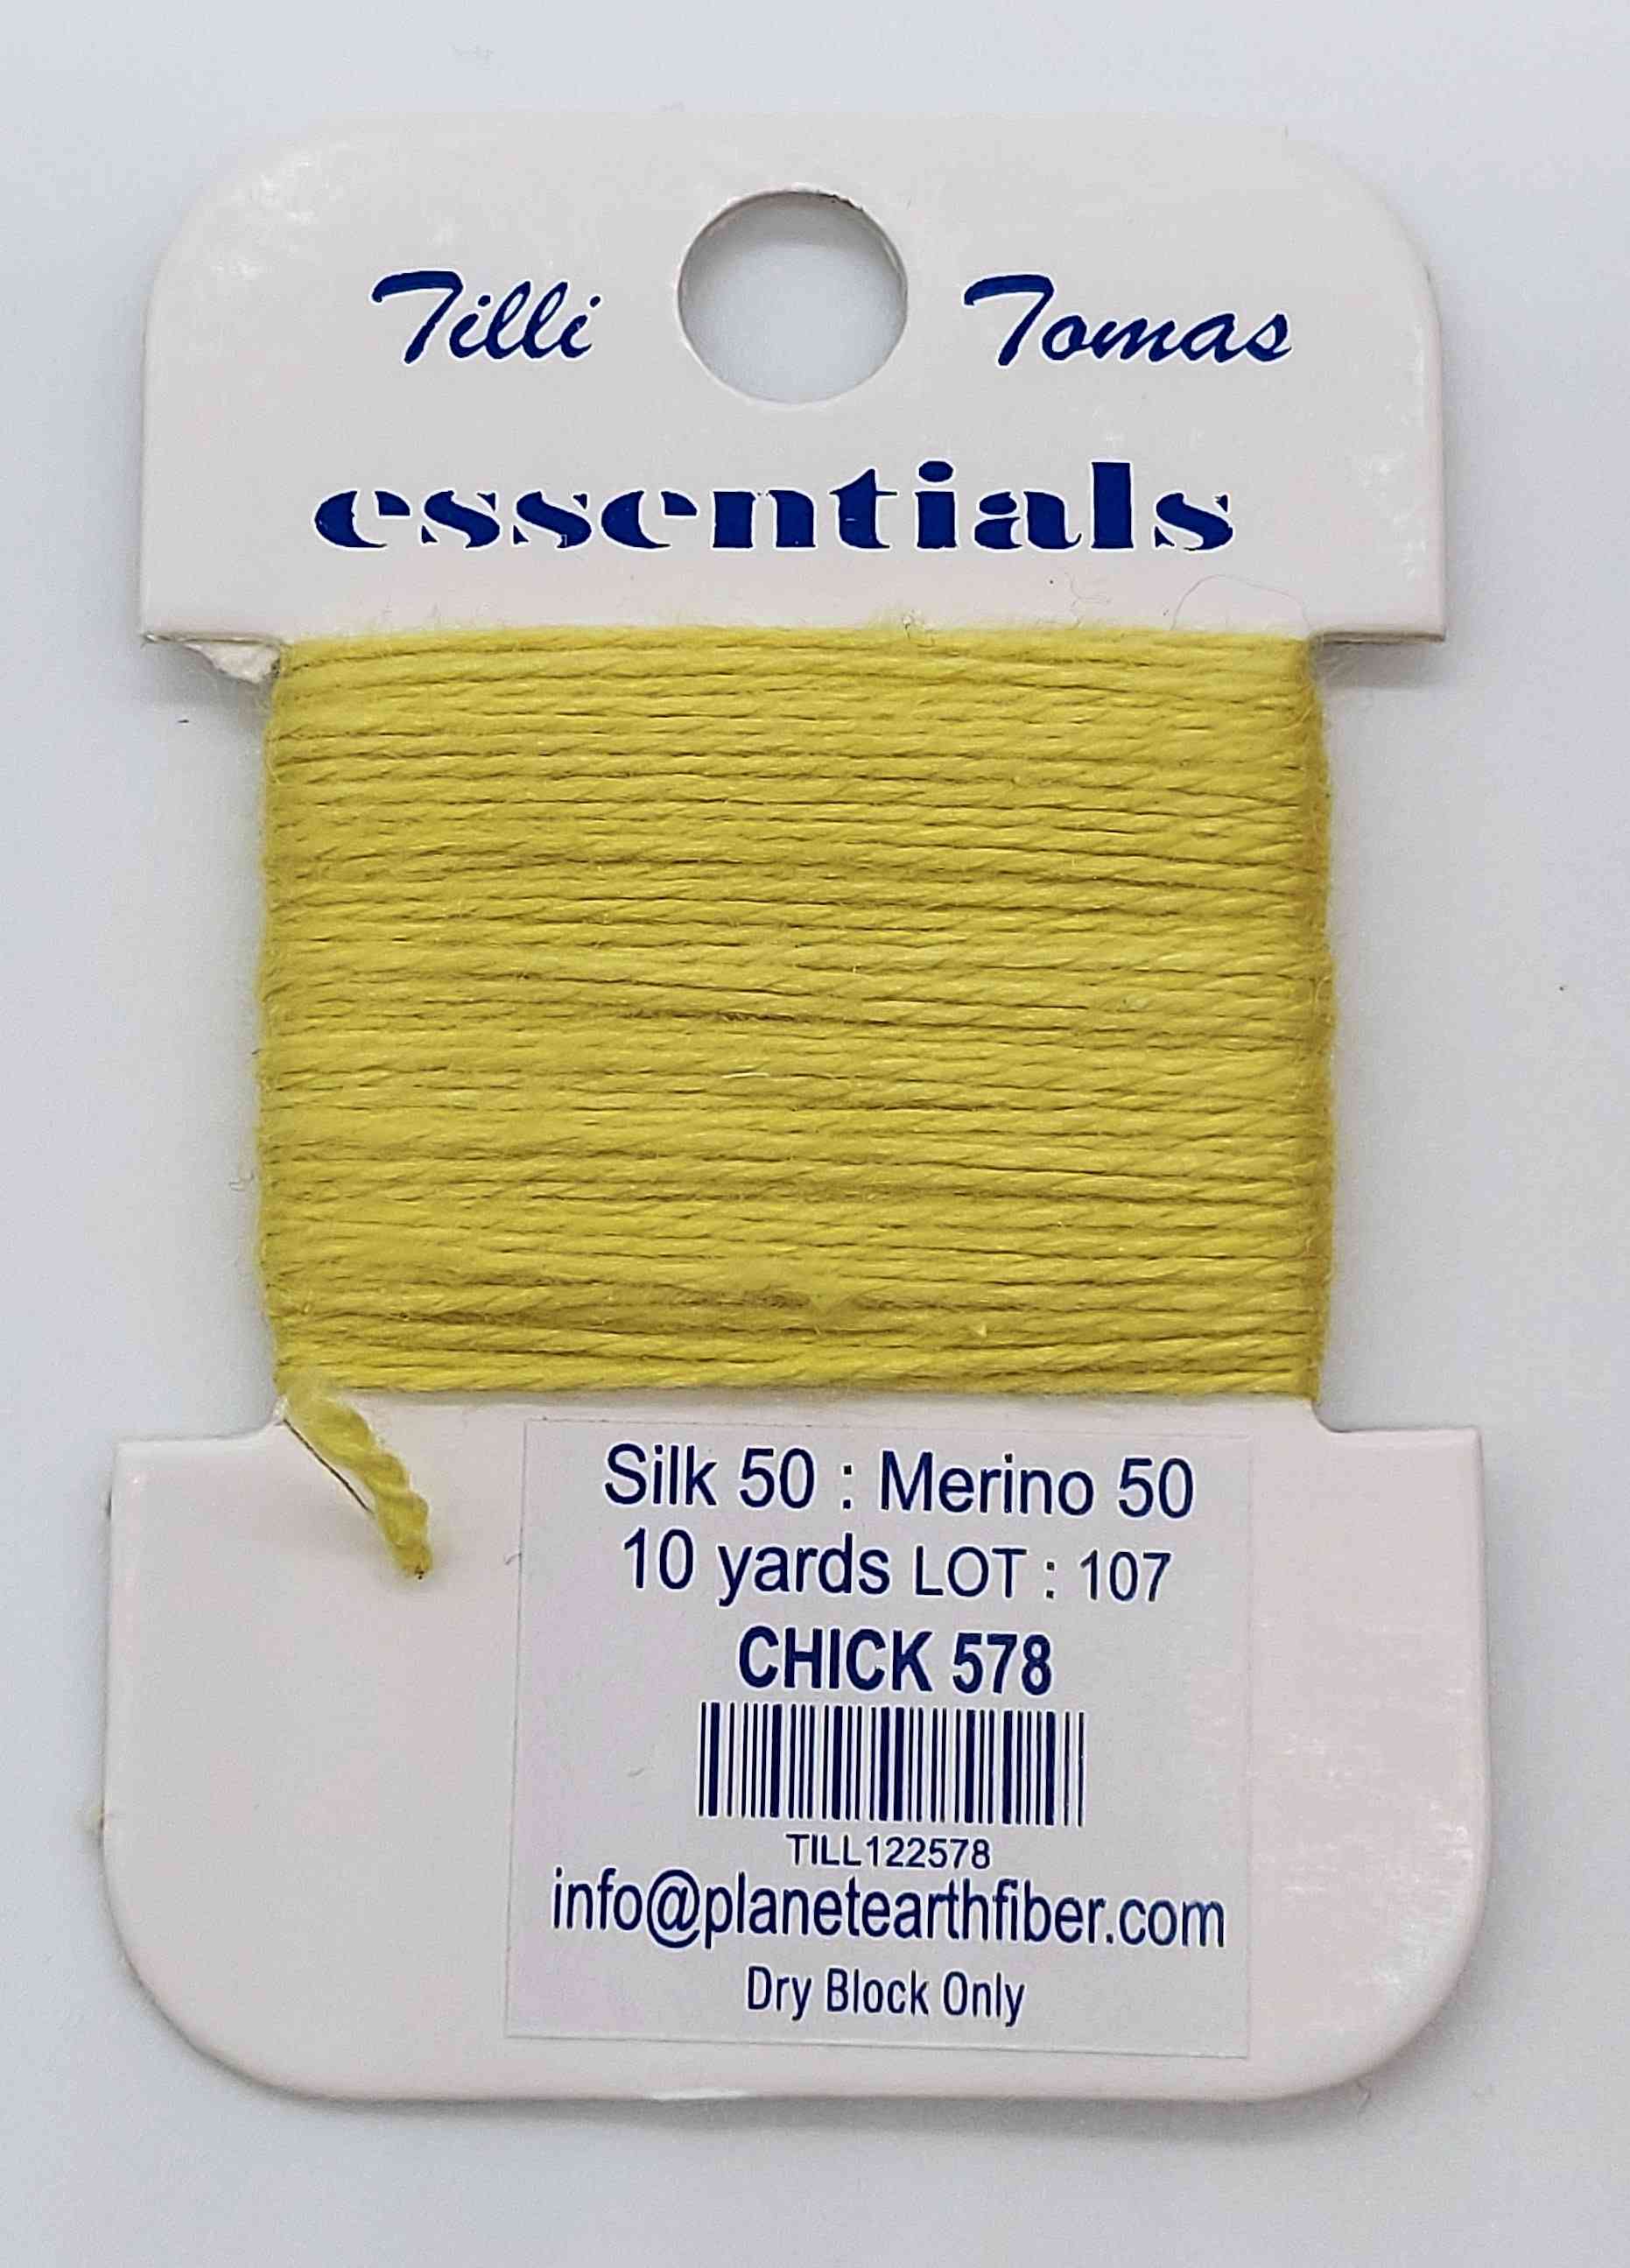 Tilli Tomas
essentials
Silk 50 : Merino 50
10 yards LOT : 107
CHICK 578
TILL122578
info@planetearthfiber.com
Dry Block Only